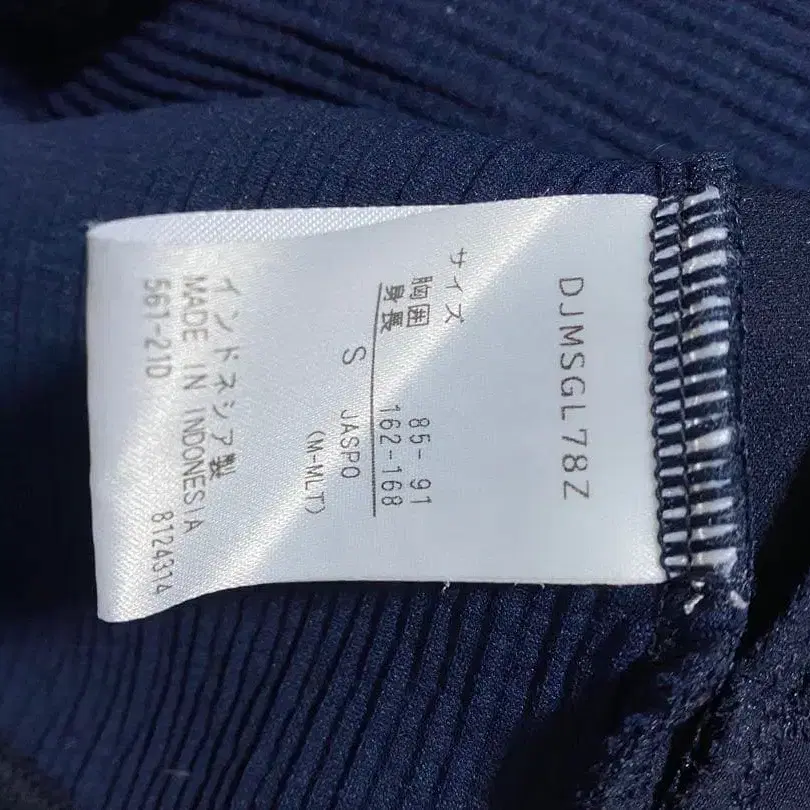 DJMSGL78Z
サイズ
胸囲 85-91
身長 162-168
S JASPO
(M-MLT)
インドネシア製
MADE IN INDONESIA
561-21D 8124314